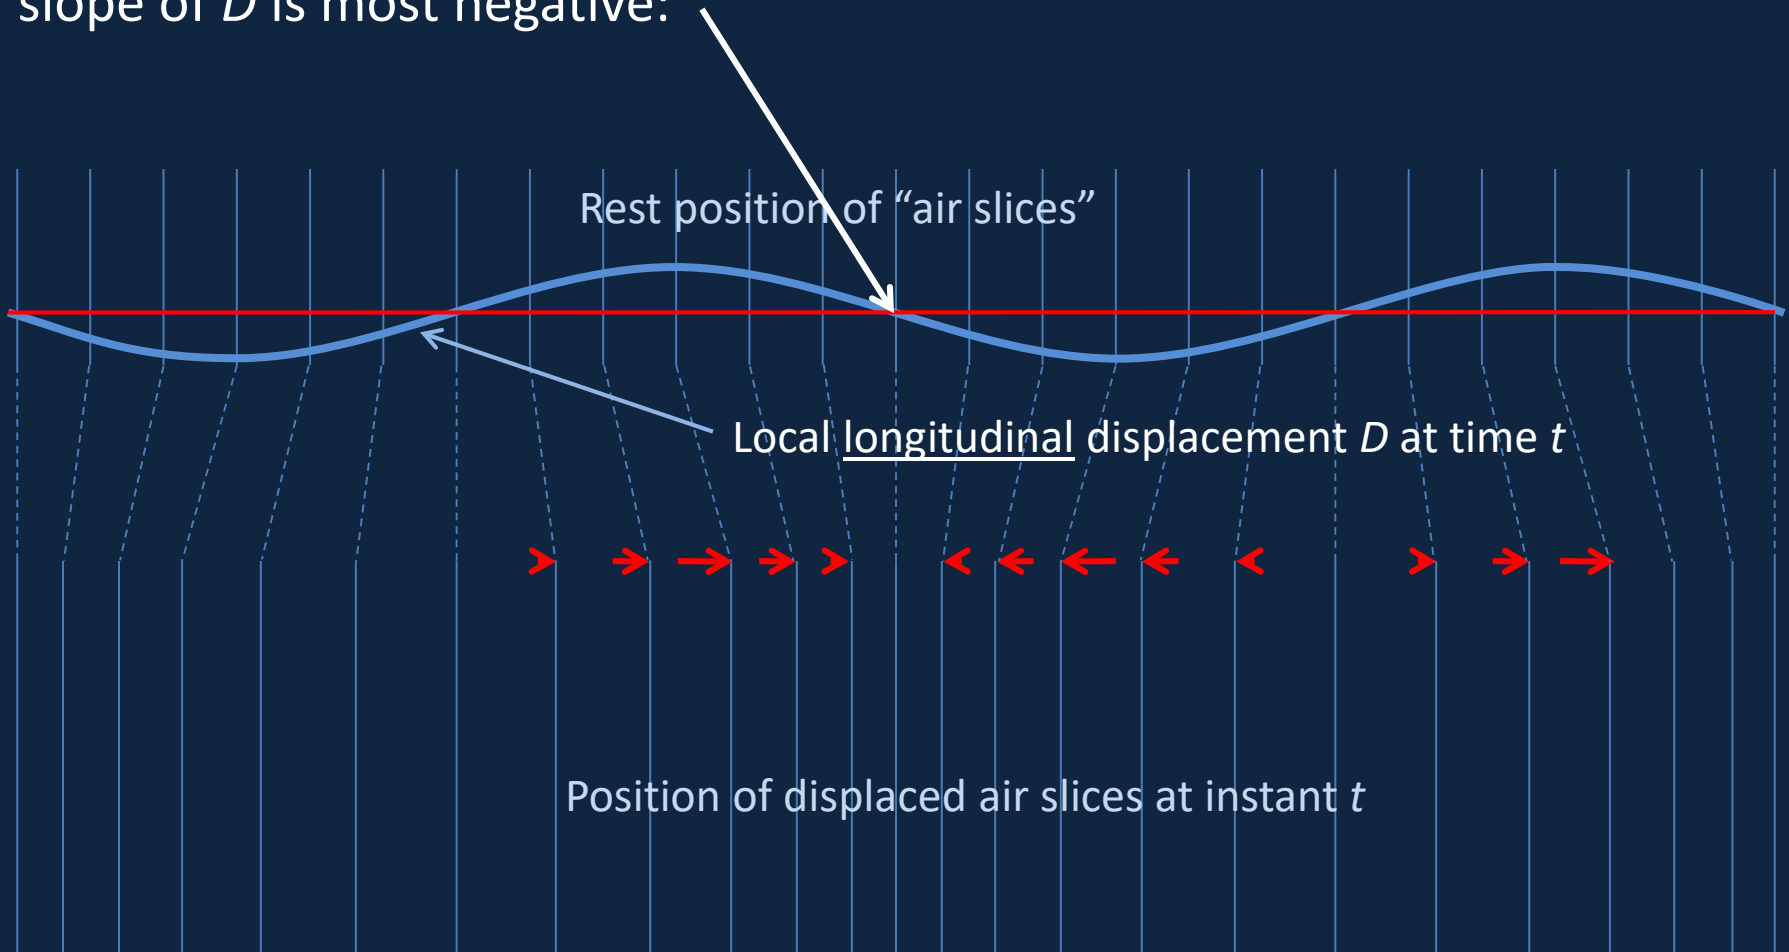 slope of D is most negative:
Rest position of “air slices”
Local longitudinal displacement D at time t
Position of displaced air slices at instant t